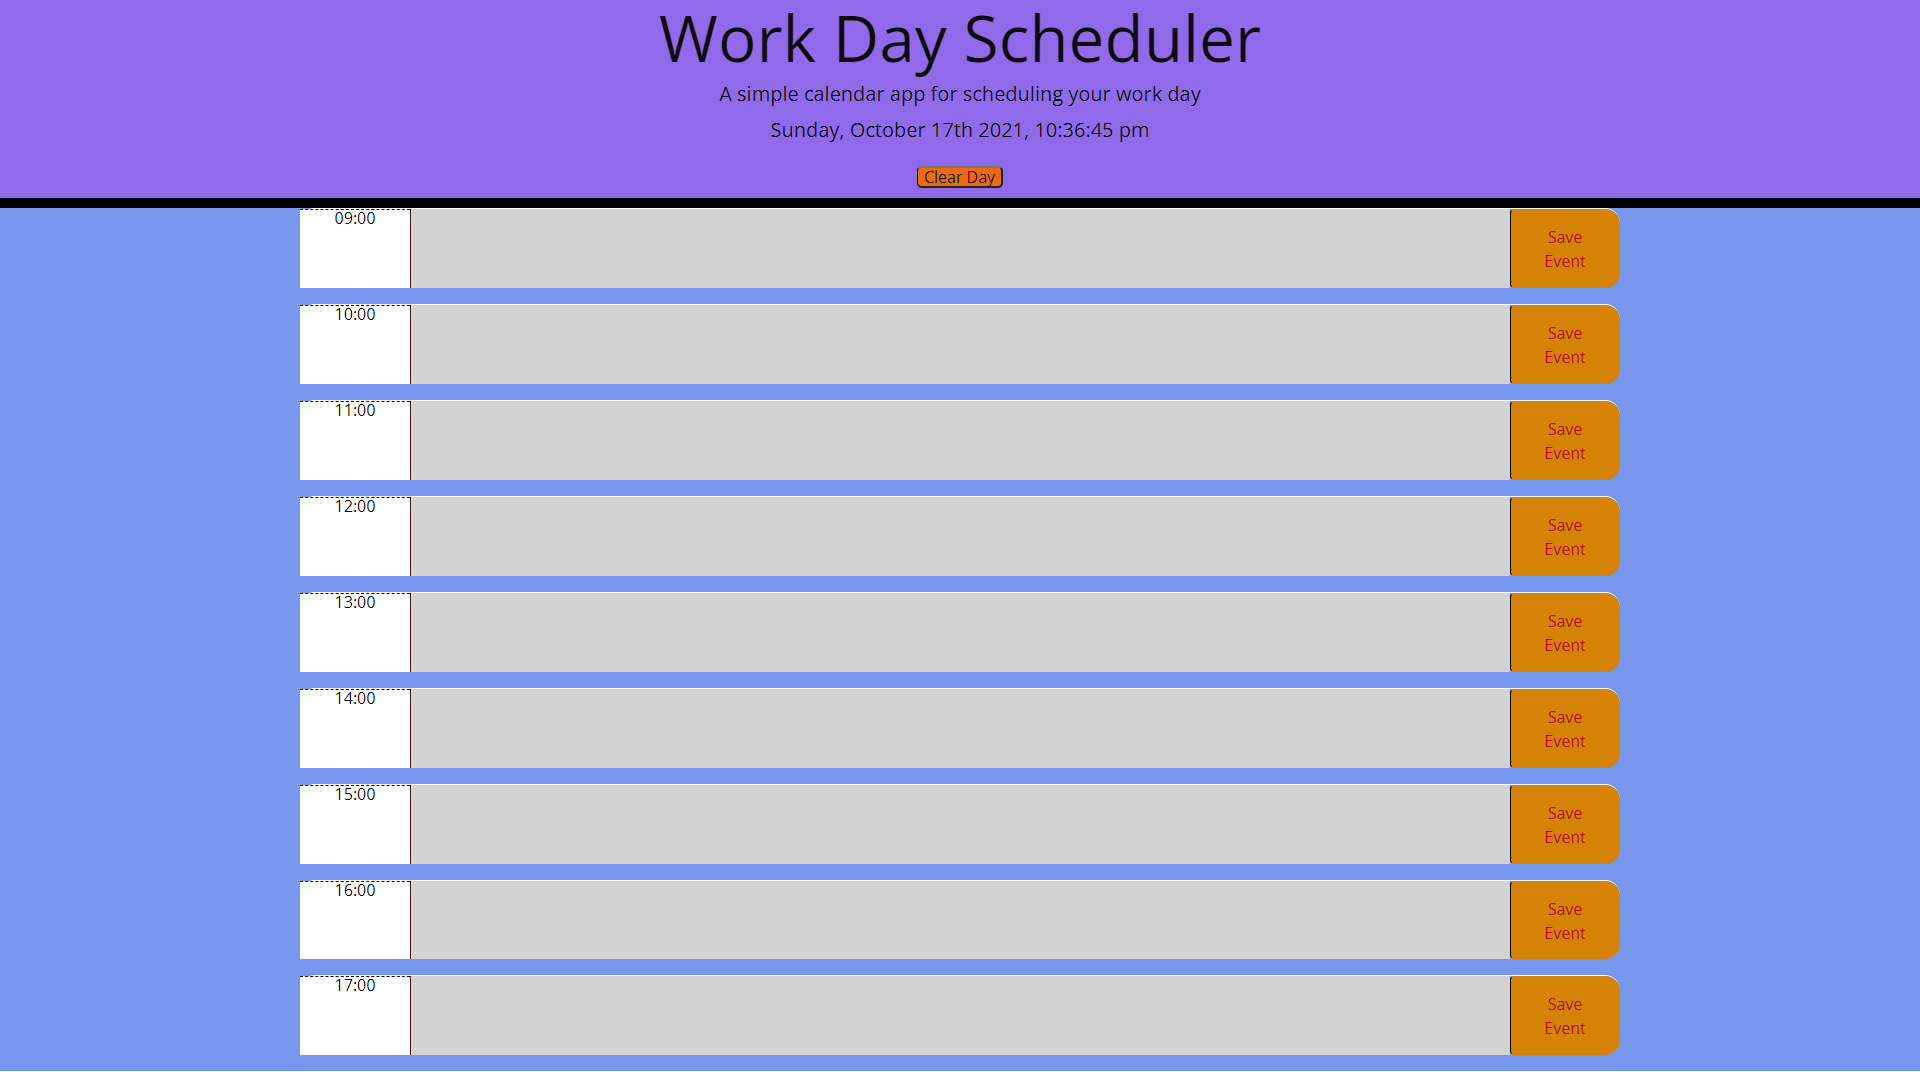 Work Day Scheduler
A simple calendar app for scheduling your work day
Sunday, October 17th 2021, 10:36:45 pm
Clear Day
09:00
Save
Event
10:00
Save
Event
11:00
Save
Event
12:00
Save
Event
13:00
Save
Event
14:00
Save
Event
15:00
Save
Event
16:00
Save
Event
17:00
Save
Event